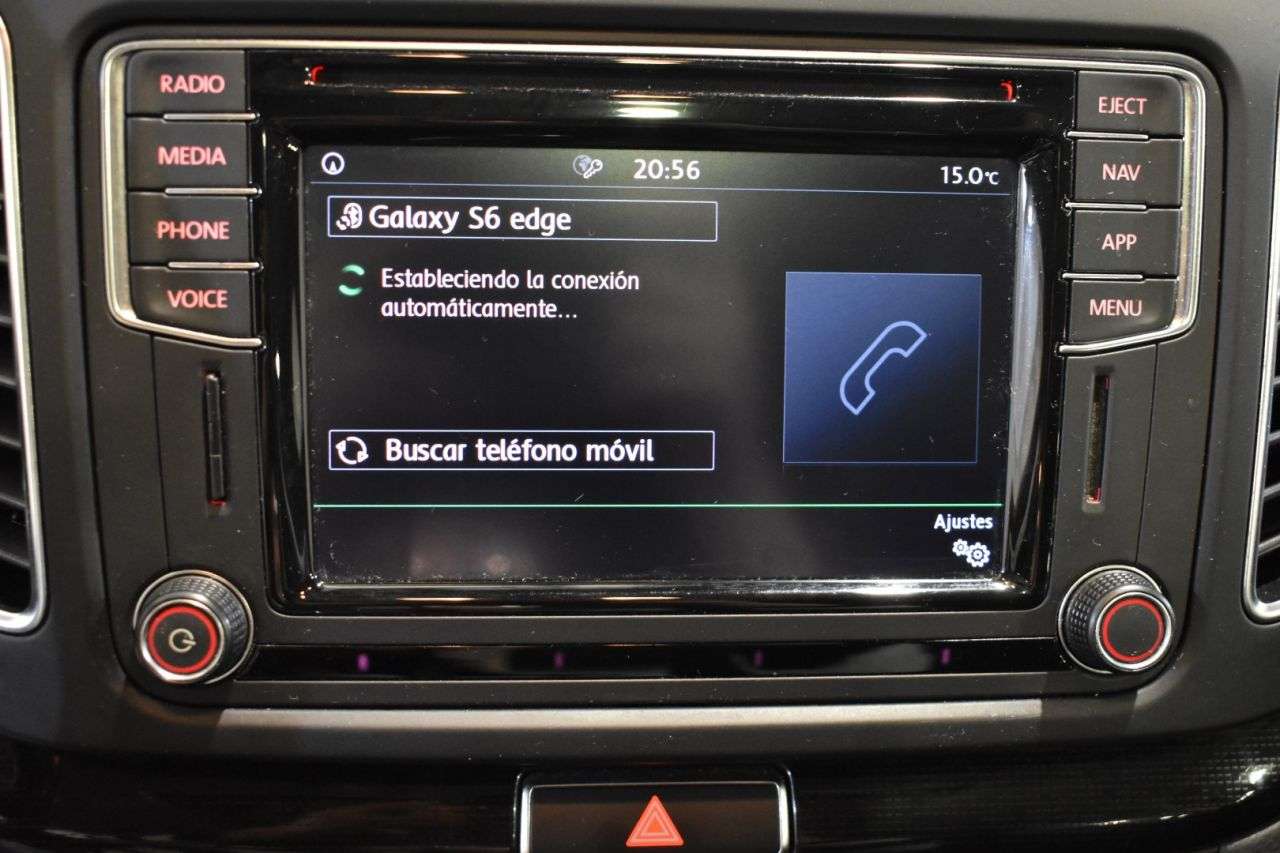 RADIO
MEDIA
PHONE
VOICE
20:56
15.0°C
Galaxy S6 edge
Estableciendo la conexión
automáticamente...
Buscar teléfono móvil
Ajustes
EJECT
NAV
APP
MENU